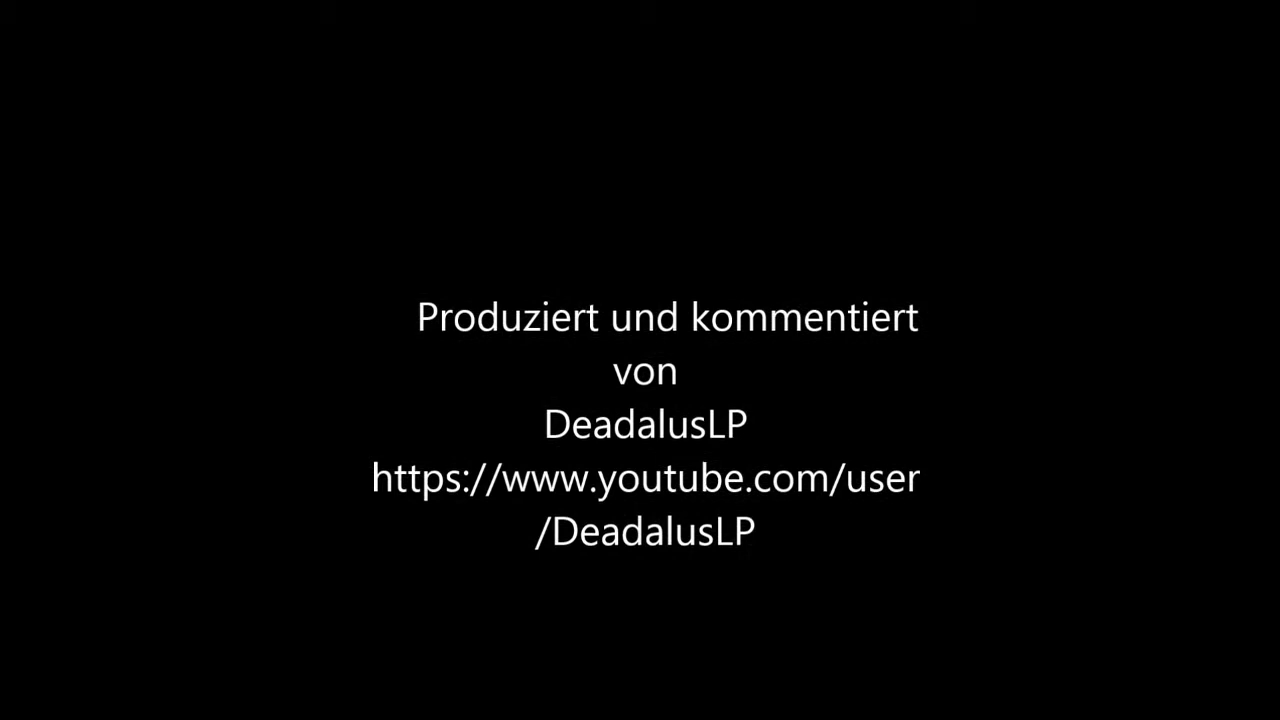 Produziert und kommentiert
von
DeadalusLP
https://www.youtube.com/user
/DeadalusLP